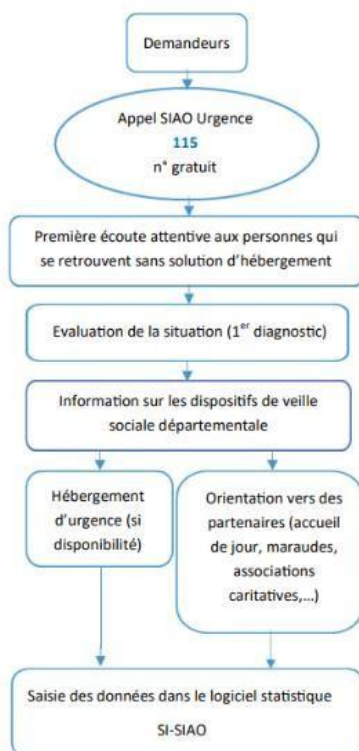 Demandeurs
Appel SIAO Urgence
115
n° gratuit
Première écoute attentive aux personnes qui
se retrouvent sans solution d'hébergement
Evaluation de la situation (1er diagnostic)
Information sur les dispositifs de veille
sociale départementale
Hébergement
d'urgence (si
disponibilité)
Orientation vers des
partenaires (accueil
de jour, maraudes,
associations
caritatives,…)
Saisie des données dans le logiciel statistique
SI-SIAO